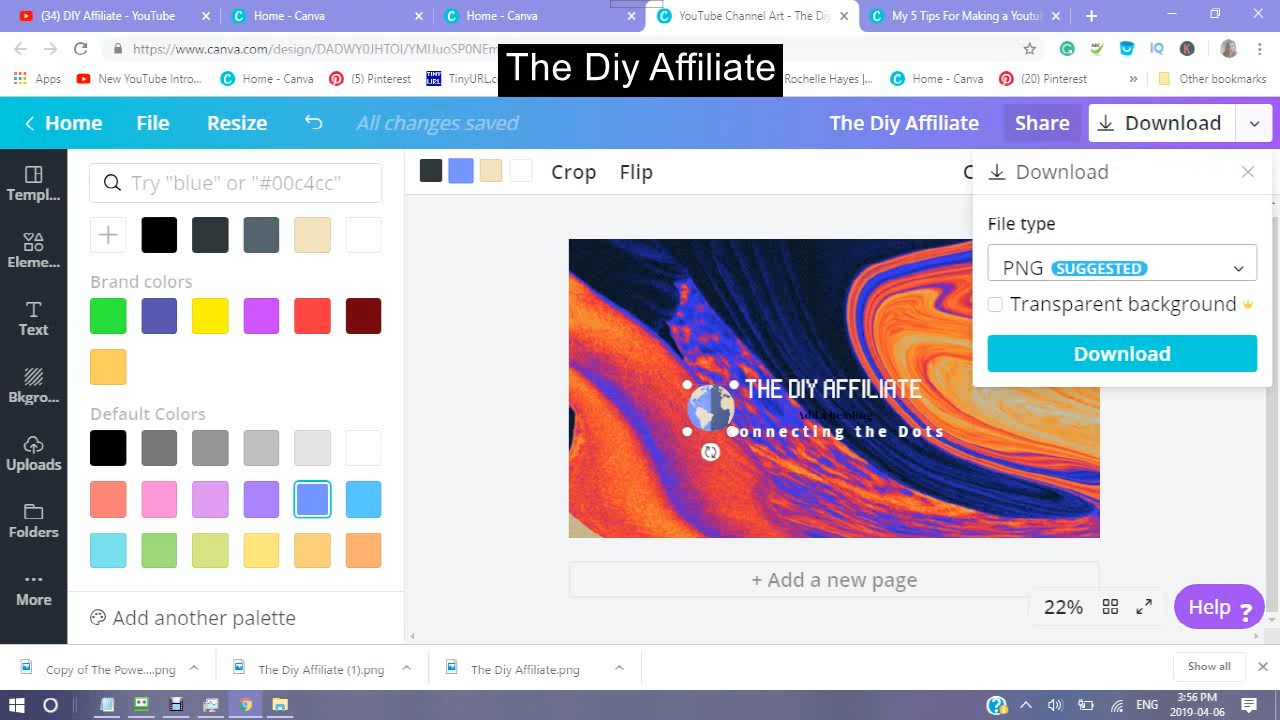 (34) DIY Affiliate - YouTube
Home - Canva
Home - Canva
YouTube Channel Art - The Di
My 5 Tips For Making a Youtu
https://www.canva.com/design/DADWY0JHTOI/YMlJuoSP0NEm
The Diy Affiliate
Apps
New YouTube Intro...
Home - Canva
(5) Pinterest
TinyURL.c
Rochelle Hayes |...
Home - Canva
(20) Pinterest
»
Other bookmarks
Home
File
Resize
All changes saved
The Diy Affiliate
Share
Download
Templ...
Eleme...
Text
Bkgro...
Uploads
Folders
More
Try "blue" or "#00c4cc"
Brand colors
Default Colors
Add another palette
Crop
Flip
Download
File type
PNG SUGGESTED
Transparent background
Download
THE DIY AFFILIATE
Add a heading
onnecting the Dots
+ Add a new page
22%
Help ?
Copy of The Powe....png
The Diy Affiliate (1).png
The Diy Affiliate.png
Show all
ENG
3:56 PM
2019-04-06